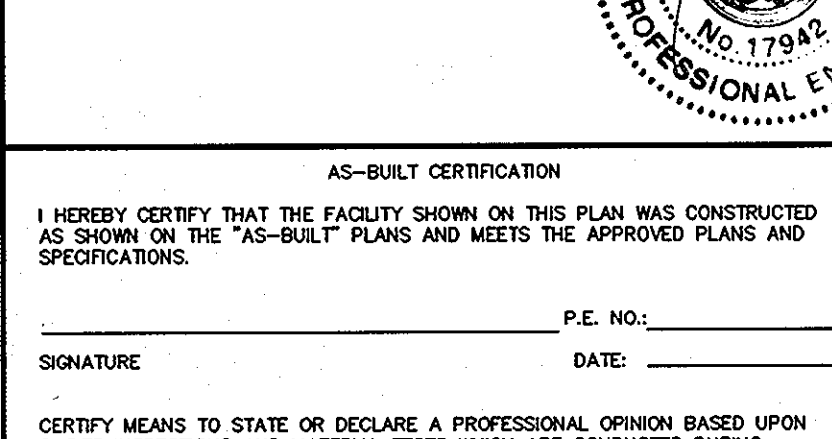 No. 17942
PROFESSIONAL
AS-BUILT CERTIFICATION
I HEREBY CERTIFY THAT THE FACILITY SHOWN ON THIS PLAN WAS CONSTRUCTED
AS SHOWN ON THE "AS-BUILT" PLANS AND MEETS THE APPROVED PLANS AND
SPECIFICATIONS.
P.E. NO.:
SIGNATURE
DATE:
CERTIFY MEANS TO STATE OR DECLARE A PROFESSIONAL OPINION BASED UPON